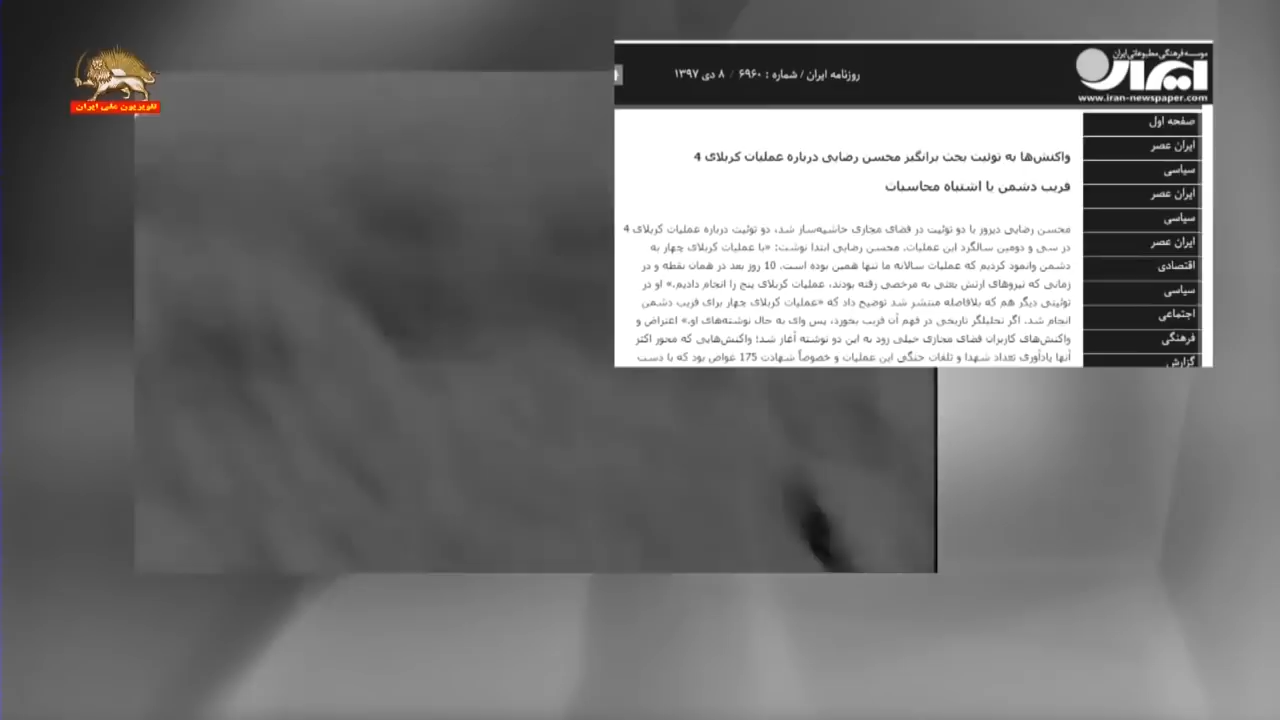 تلویزیون ملی ایران
موسسه فرهنگی مطبوعاتی ایران
ایران
www.iran-newspaper.com
روزنامه ایران / شماره : ۶۹۶۰ / ۸ دی ۱۳۹۷
صفحه اول
ایران عصر
سیاسی
ایران عصر
سیاسی
ایران عصر
اقتصادی
سیاسی
اجتماعی
فرهنگی
گزارش
واکنش‌ها به توئیت بحث برانگیز محسن رضایی درباره عملیات کربلای 4
فریب دشمن یا اشتباه محاسبات
محسن رضایی دیروز با دو توئیت در فضای مجازی حاشیه‌ساز شد، دو توئیت درباره عملیات کربلای 4
در سی و دومین سالگرد این عملیات. محسن رضایی ابتدا نوشت: «با عملیات کربلای چهار به
دشمن وانمود کردیم که عملیات سالانه ما تنها همین بوده است. 10 روز بعد در همان نقطه و در
زمانی که نیروهای ارتش بعثی به مرخصی رفته بودند، عملیات کربلای پنج را انجام دادیم.» او در
توئیتی دیگر هم که بلافاصله منتشر شد توضیح داد که «عملیات کربلای چهار برای فریب دشمن
انجام شد. اگر تحلیلگر تاریخی در فهم آن فریب بخورد، پس وای به حال نوشته‌های او.» اعتراض و
واکنش‌های کاربران فضای مجازی خیلی زود به این دو نوشته آغاز شد؛ واکنش‌هایی که محور اکثر
آنها یادآوری تعداد شهدا و تلفات جنگی این عملیات و خصوصاً شهادت 175 غواص بود که با دست